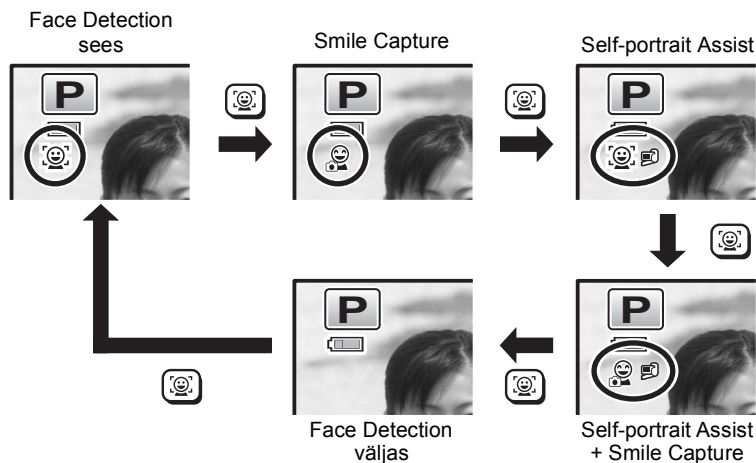 Face Detection
sees
Smile Capture
Self-portrait Assist
P
P
P
P
P
Face Detection
väljas
Self-portrait Assist
+ Smile Capture